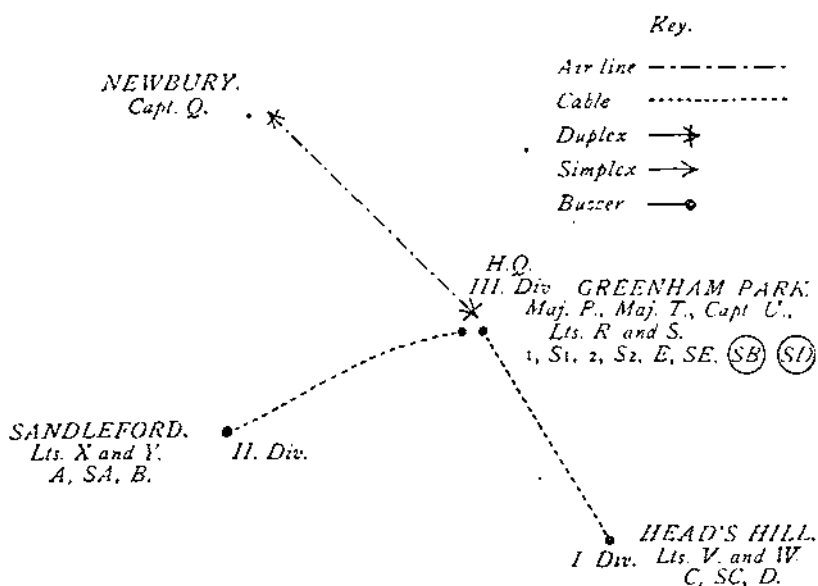 Key.
Air line
Cable
Duplex
Simplex
Buzzer
NEWBURY.
Capt. Q.
H.Q.
III. Div GREENHAM PARK.
Maj. P., Maj. T., Capt U.,
Lts. R and S.
1, S1, 2, S2, E, SE. SB SD
SANDLEFORD.
Lts. X and Y.
A, SA, B.
II. Div.
HEAD'S HILL.
I Div.
Lts. V. and W.
C, SC, D.